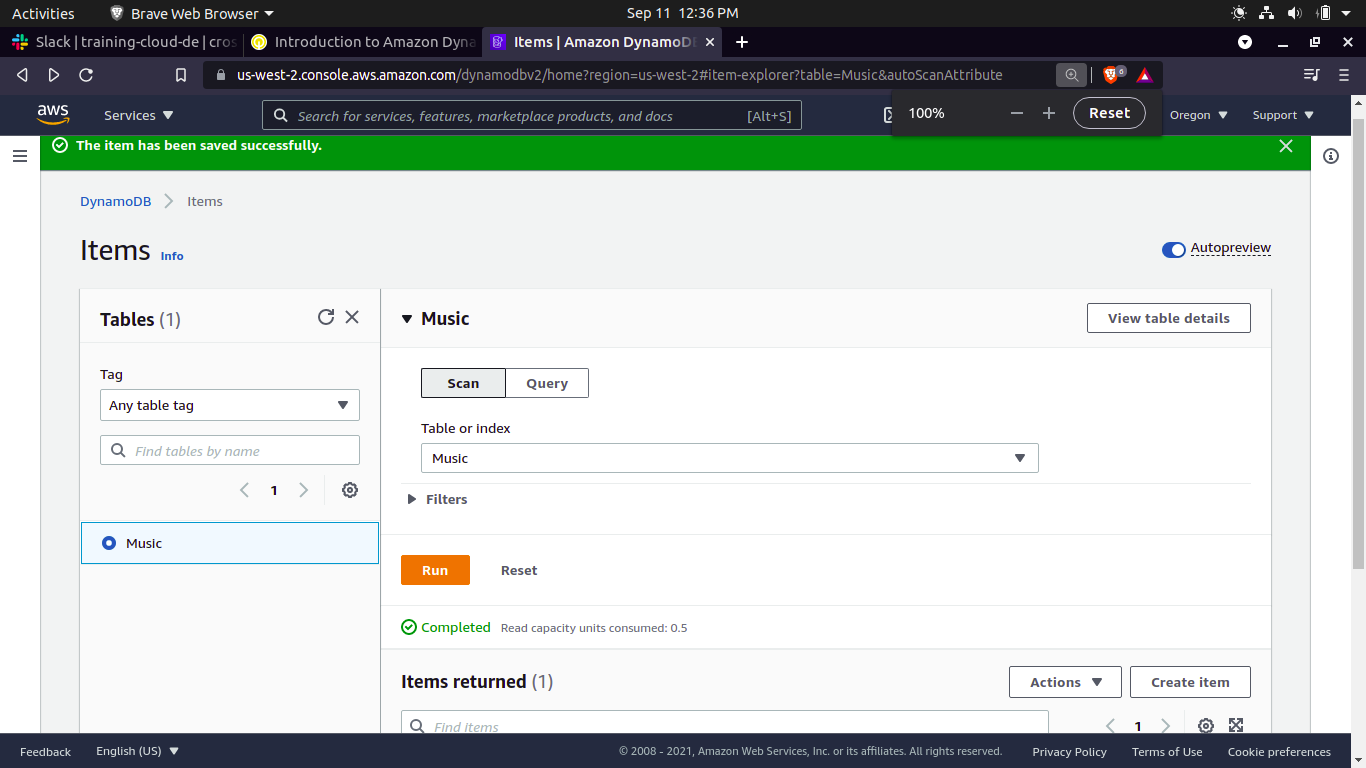 Activities Brave Web Browser Sep 11 12:36 PM
Slack | training-cloud-de | cros Introduction to Amazon Dyna Items | Amazon DynamoDB
us-west-2.console.aws.amazon.com/dynamodbv2/home?region=us-west-2#item-explorer?table=Music&autoScanAttribute 6
aws Services Search for services, features, marketplace products, and docs [Alt+S] 100% Reset Oregon Support
The item has been saved successfully.
DynamoDB Items
Items Info Autopreview
Tables (1) Music View table details
Tag
Any table tag
Find tables by name
1
Music
Scan Query
Table or index
Music
Filters
Run Reset
Completed Read capacity units consumed: 0.5
Items returned (1) Actions Create item
Find items 1
Feedback English (US) © 2008 - 2021, Amazon Web Services, Inc. or its affiliates. All rights reserved. Privacy Policy Terms of Use Cookie preferences